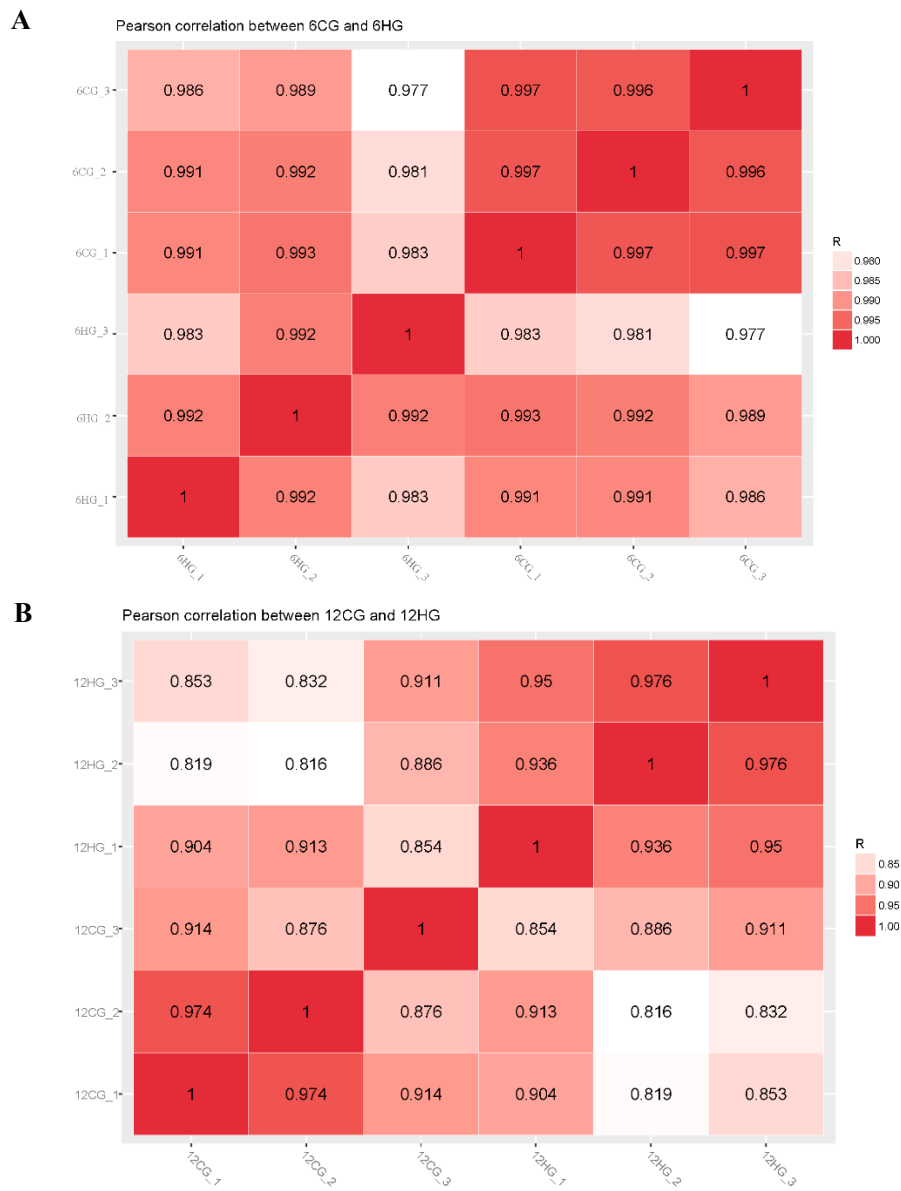 A
Pearson correlation between 6CG and 6HG
6CG_3 0.986 0.989 0.977 0.997 0.996 1
6CG_2 0.991 0.992 0.981 0.997 1 0.996
6CG_1 0.991 0.993 0.983 1 0.997 0.997
6HG_3 0.983 0.992 1 0.983 0.981 0.977
6HG_2 0.992 1 0.992 0.993 0.992 0.989
6HG_1 1 0.992 0.983 0.991 0.991 0.986
6HG_1 6HG_2 6HG_3 6CG_1 6CG_2 6CG_3
R
0.980
0.985
0.990
0.995
1.000
B
Pearson correlation between 12CG and 12HG
12HG_3 0.853 0.832 0.911 0.95 0.976 1
12HG_2 0.819 0.816 0.886 0.936 1 0.976
12HG_1 0.904 0.913 0.854 1 0.936 0.95
12CG_3 0.914 0.876 1 0.854 0.886 0.911
12CG_2 0.974 1 0.876 0.913 0.816 0.832
12CG_1 1 0.974 0.914 0.904 0.819 0.853
12CG_1 12CG_2 12CG_3 12HG_1 12HG_2 12HG_3
R
0.85
0.90
0.95
1.00